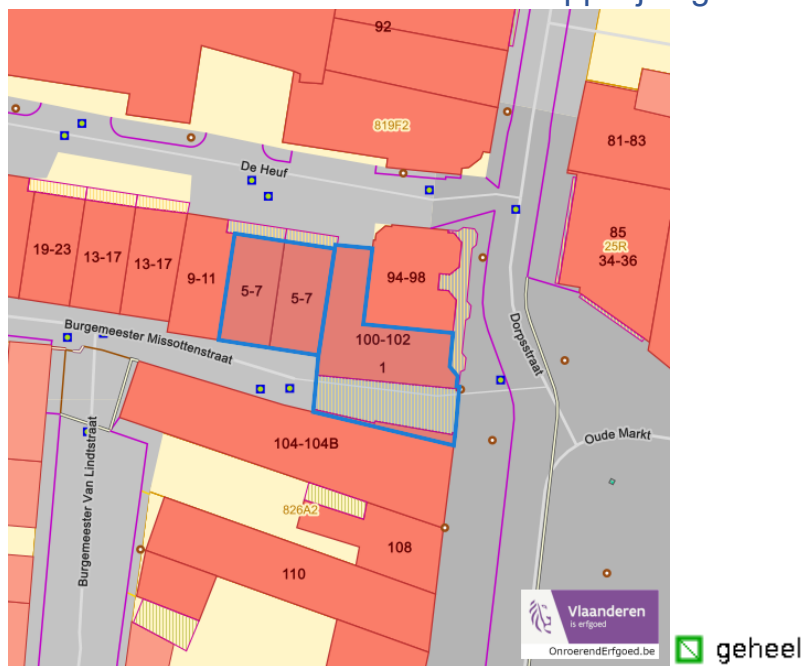 92
819F2
De Heuf
81-83
85
25R
34-36
19-23
13-17
13-17
9-11
5-7
5-7
94-98
100-102
1
Burgemeester Missottenstraat
Dorpsstraat
Oude Markt
104-104B
Burgemeester Van Lindtstraat
826A2
108
110
Vlaanderen
is erfgoed
OnroerendErfgoed.be
geheel